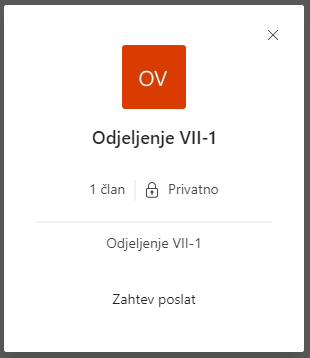 OV
Odjeljenje VII-1
1 član
Privatno
Odjeljenje VII-1
Zahtev poslat